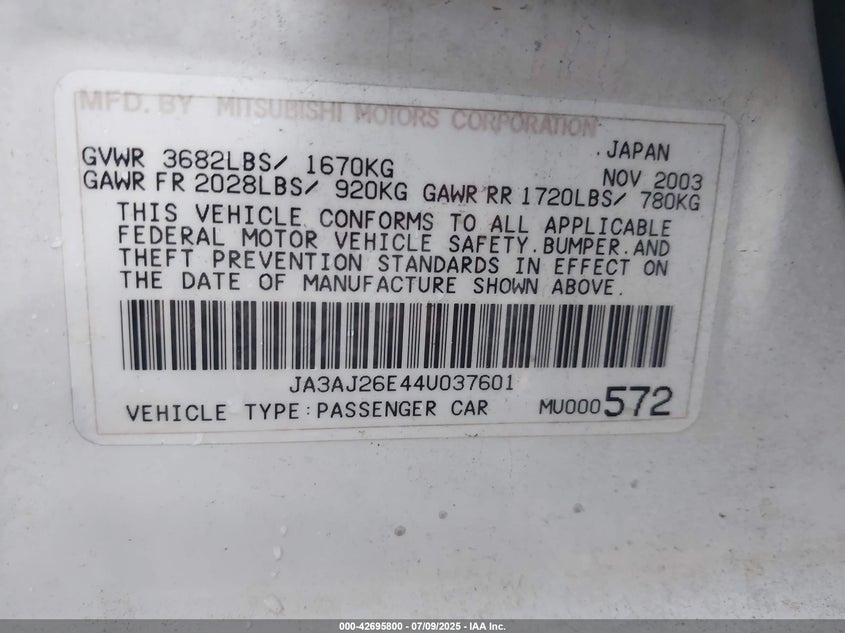 MFD. BY MITSUBISHI MOTORS CORPORATION
.JAPAN
GVWR 3682LBS/ 1670KG
NOV 2003
GAWR FR 2028LBS/ 920KG GAWR RR 1720LBS/ 780KG
THIS VEHICLE CONFORMS TO ALL APPLICABLE
FEDERAL MOTOR VEHICLE SAFETY.BUMPER.AND
THEFT PREVENTION STANDARDS IN EFFECT ON
THE DATE OF MANUFACTURE SHOWN ABOVE.
JA3AJ26E44U037601
VEHICLE TYPE:PASSENGER CAR MU000572
000-42695800 / 07/09/2025 - IAA Inc.